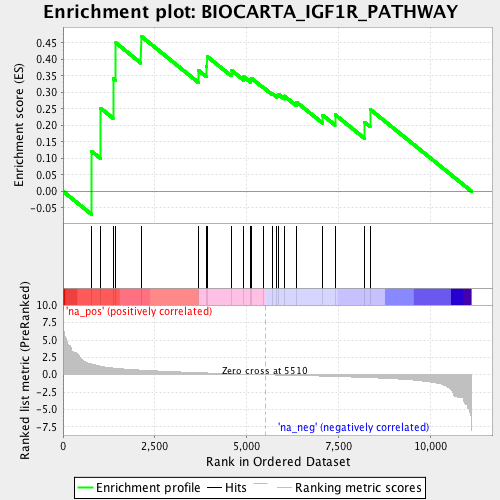 Enrichment plot: BIOCARTA_IGF1R_PATHWAY
Enrichment score (ES)
0.45
0.40
0.35
0.30
0.25
0.20
0.15
0.10
0.05
0.00
-0.05
Ranked list metric (PreRanked)
10.0
7.5
5.0
2.5
0.0
-2.5
-5.0
-7.5
'na_pos' (positively correlated)
Zero cross at 5510
'na_neg' (negatively correlated)
0
2,500
5,000
7,500
10,000
Rank in Ordered Dataset
Enrichment profile
Hits
Ranking metric scores